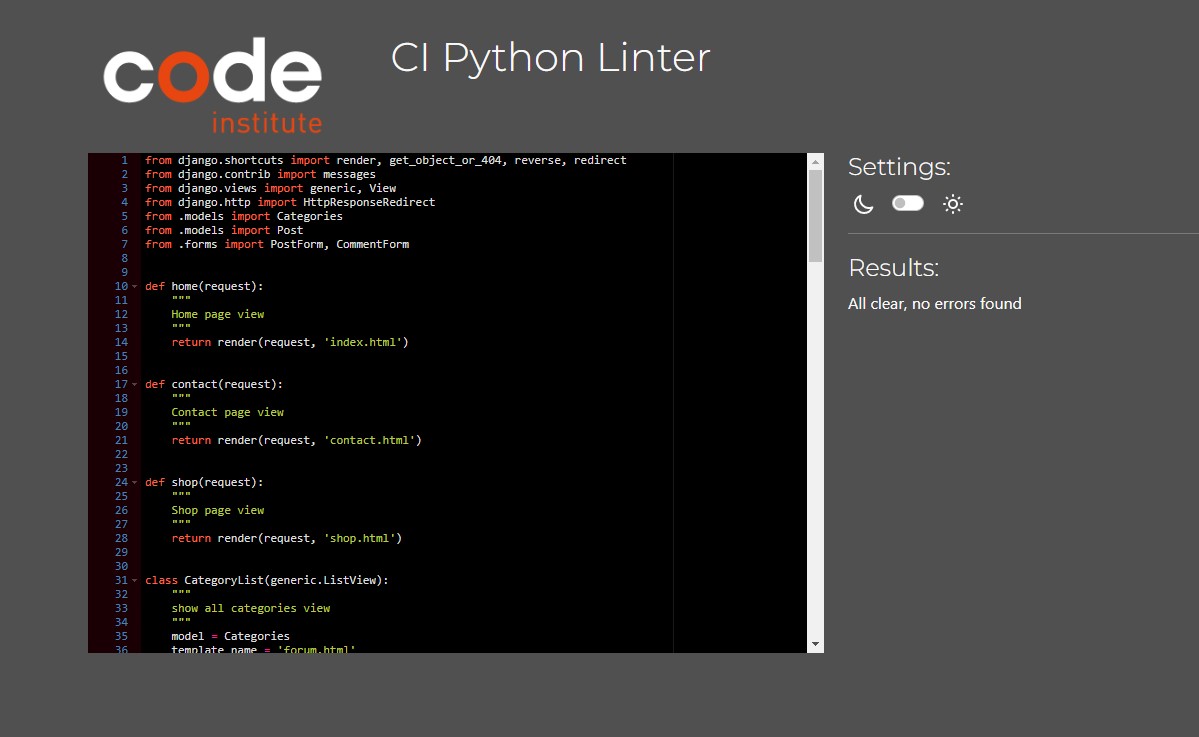 code
institute
CI Python Linter
1 from django.shortcuts import render, get_object_or_404, reverse, redirect
2 from django.contrib import messages
3 from django.views import generic, View
4 from django.http import HttpResponseRedirect
5 from .models import Categories
6 from .models import Post
7 from .forms import PostForm, CommentForm
8
9
10 def home(request):
11     """
12     Home page view
13     """
14     return render(request, 'index.html')
15
16
17 def contact(request):
18     """
19     Contact page view
20     """
21     return render(request, 'contact.html')
22
23
24 def shop(request):
25     """
26     Shop page view
27     """
28     return render(request, 'shop.html')
29
30
31 class CategoryList(generic.ListView):
32     """
33     show all categories view
34     """
35     model = Categories
36     template_name = 'forum.html'
Settings:
Results:
All clear, no errors found